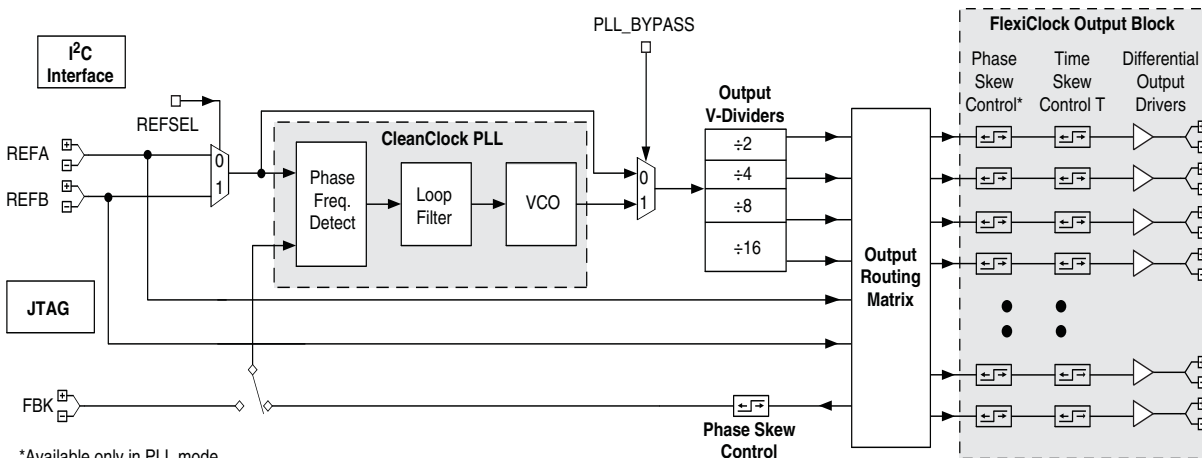 PLL_BYPASS
FlexiClock Output Block
I²C
Interface
Phase
Skew
Control*
Time
Skew
Control T
Differential
Output
Drivers
REFSEL
Output
V-Dividers
CleanClock PLL
REFA
+
-
REFB
+
-
0
1
Phase
Freq.
Detect
Loop
Filter
VCO
0
1
÷2
÷4
÷8
÷16
Output
Routing
Matrix
JTAG
FBK
+
-
Phase Skew
Control
*Available only in PLL mode